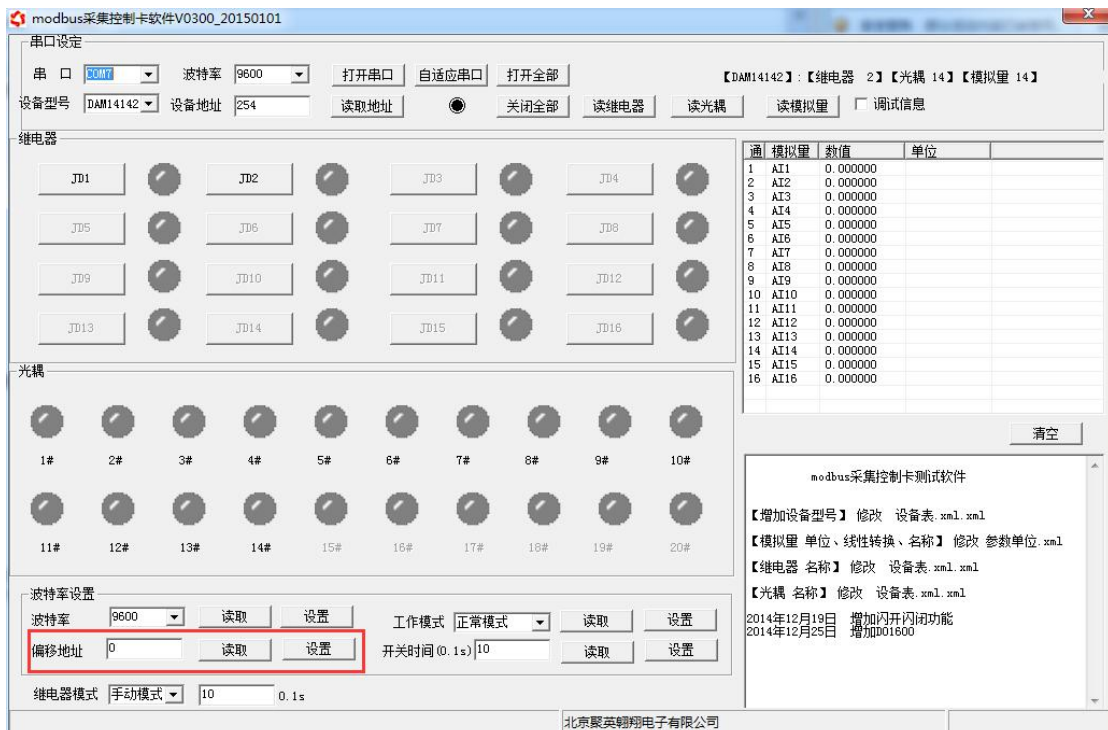 modbus采集控制卡软件V0300_20150101
串口设定
串 口 COM7 波特率 9600 打开串口 自适应串口 打开全部 【DAM14142】:【继电器 2】【光耦 14】【模拟量 14】
设备型号 DAM14142 设备地址 254 读取地址 关闭全部 读继电器 读光耦 读模拟量 调试信息
继电器
JD1 JD2 JD3 JD4
JD5 JD6 JD7 JD8
JD9 JD10 JD11 JD12
JD13 JD14 JD15 JD16
通 模拟量 数值 单位
1 AI1 0.000000
2 AI2 0.000000
3 AI3 0.000000
4 AI4 0.000000
5 AI5 0.000000
6 AI6 0.000000
7 AI7 0.000000
8 AI8 0.000000
9 AI9 0.000000
10 AI10 0.000000
11 AI11 0.000000
12 AI12 0.000000
13 AI13 0.000000
14 AI14 0.000000
15 AI15 0.000000
16 AI16 0.000000
光耦
1# 2# 3# 4# 5# 6# 7# 8# 9# 10#
11# 12# 13# 14# 15# 16# 17# 18# 19# 20#
清空
modbus采集控制卡测试软件
【增加设备型号】 修改 设备表.xml.xml
【模拟量 单位、线性转换、名称】 修改 参数单位.xml
【继电器 名称】 修改 设备表.xml.xml
【光耦 名称】 修改 设备表.xml.xml
2014年12月19日 增加闪开闪闭功能
2014年12月25日 增加DO1600
波特率设置
波特率 9600 读取 设置 工作模式 正常模式 读取 设置
偏移地址 0 读取 设置 开关时间(0.1s) 10 读取 设置
继电器模式 手动模式 10 0.1s
北京聚英翱翔电子有限公司